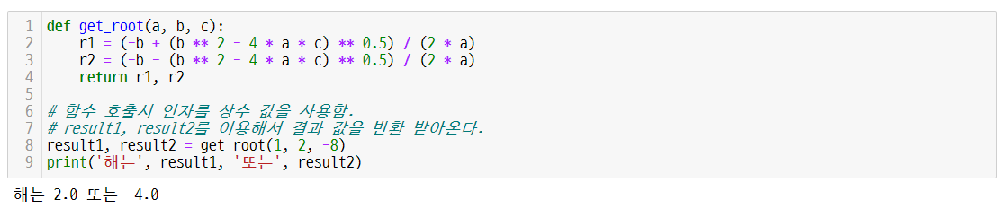 1 def get_root(a, b, c):
2     r1 = (-b + (b ** 2 - 4 * a * c) ** 0.5) / (2 * a)
3     r2 = (-b - (b ** 2 - 4 * a * c) ** 0.5) / (2 * a)
4     return r1, r2
5
6 # 함수 호출시 인자를 상수 값을 사용함.
7 # result1, result2를 이용해서 결과 값을 반환 받아온다.
8 result1, result2 = get_root(1, 2, -8)
9 print('해는', result1, '또는', result2)
해는 2.0 또는 -4.0